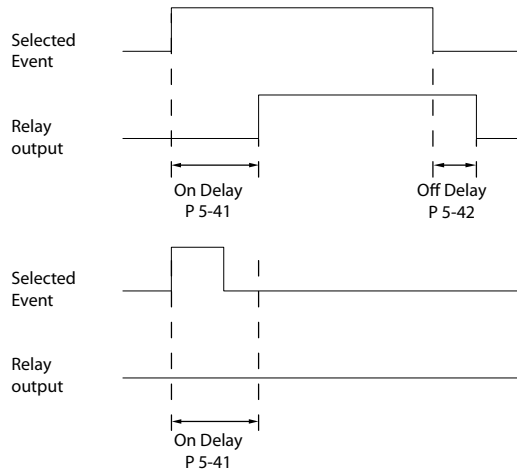 Selected
Event
Relay
output
On Delay
P 5-41
Off Delay
P 5-42
Selected
Event
Relay
output
On Delay
P 5-41